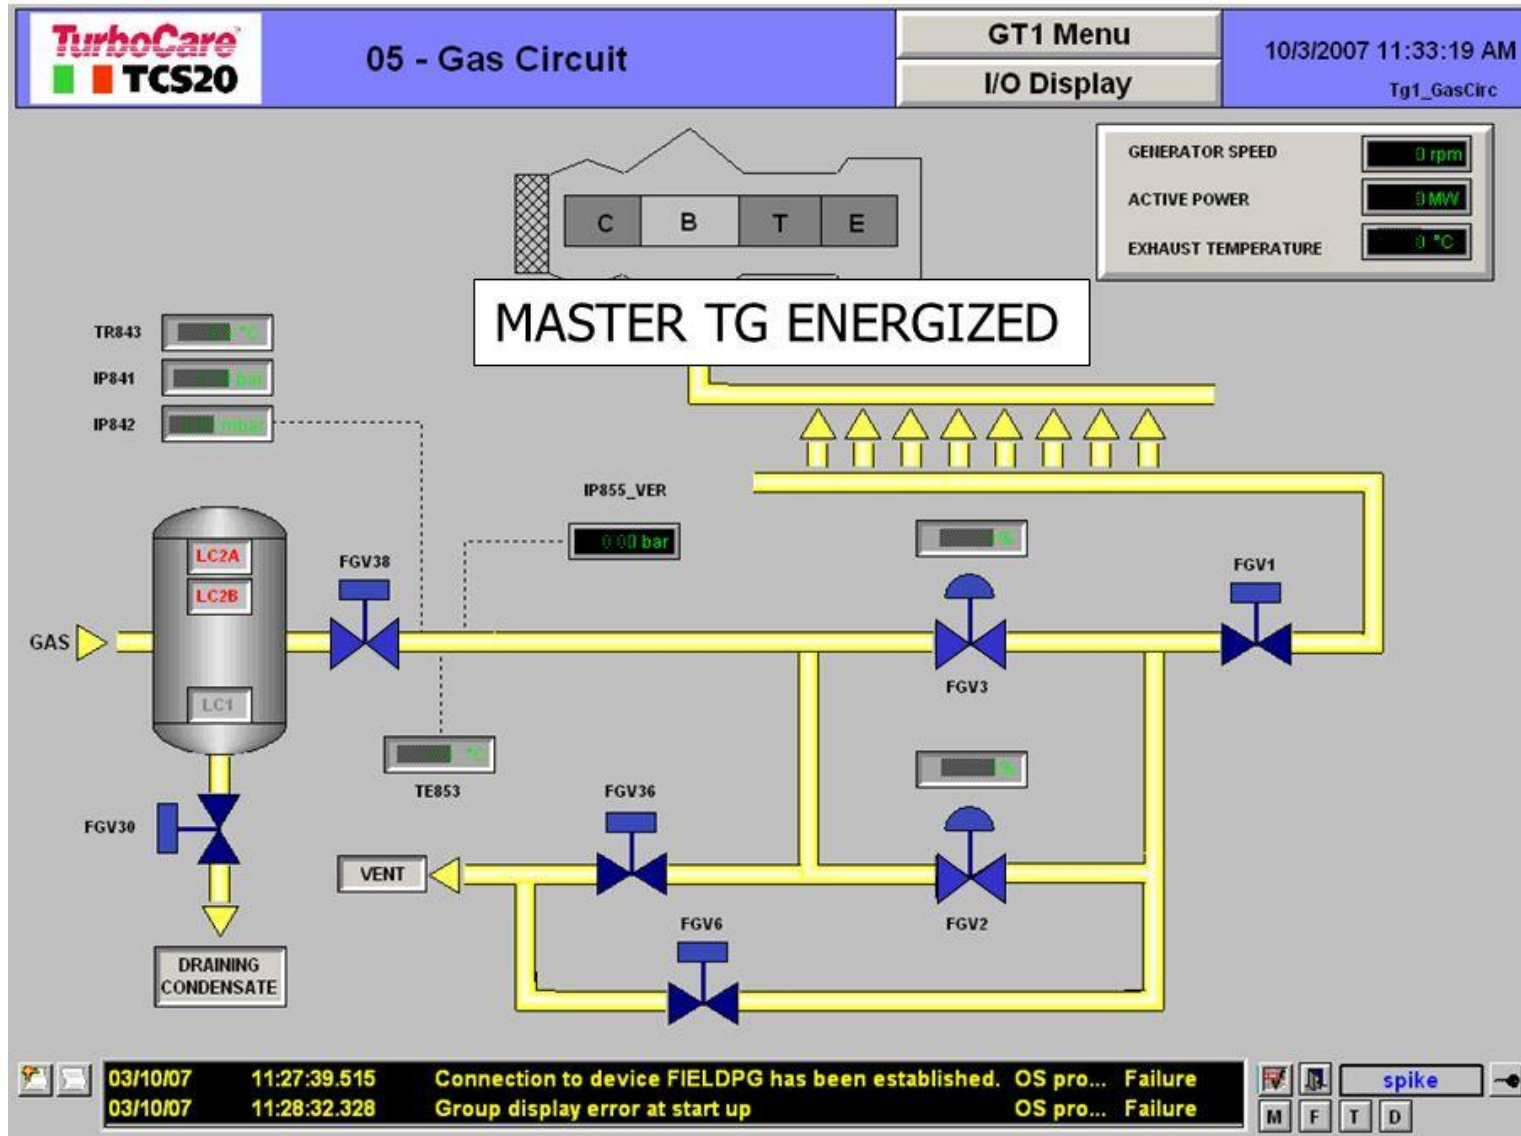 TurboCare
TCS20
05 - Gas Circuit
GT1 Menu
I/O Display
10/3/2007 11:33:19 AM
Tg1_GasCirc
GENERATOR SPEED 0 rpm
ACTIVE POWER 0 MW
EXHAUST TEMPERATURE 0 °C
C B T E
MASTER TG ENERGIZED
TR843 °C
IP841 bar
IP842 mbar
IP855_VER
0.00 bar
%
LC2A
LC2B
LC1
FGV38
FGV1
GAS
FGV3
%
°C
TE853
FGV36
FGV30
VENT
FGV6
FGV2
DRAINING
CONDENSATE
03/10/07 11:27:39.515 Connection to device FIELDPG has been established. OS pro... Failure
03/10/07 11:28:32.328 Group display error at start up OS pro... Failure
spike
M F T D